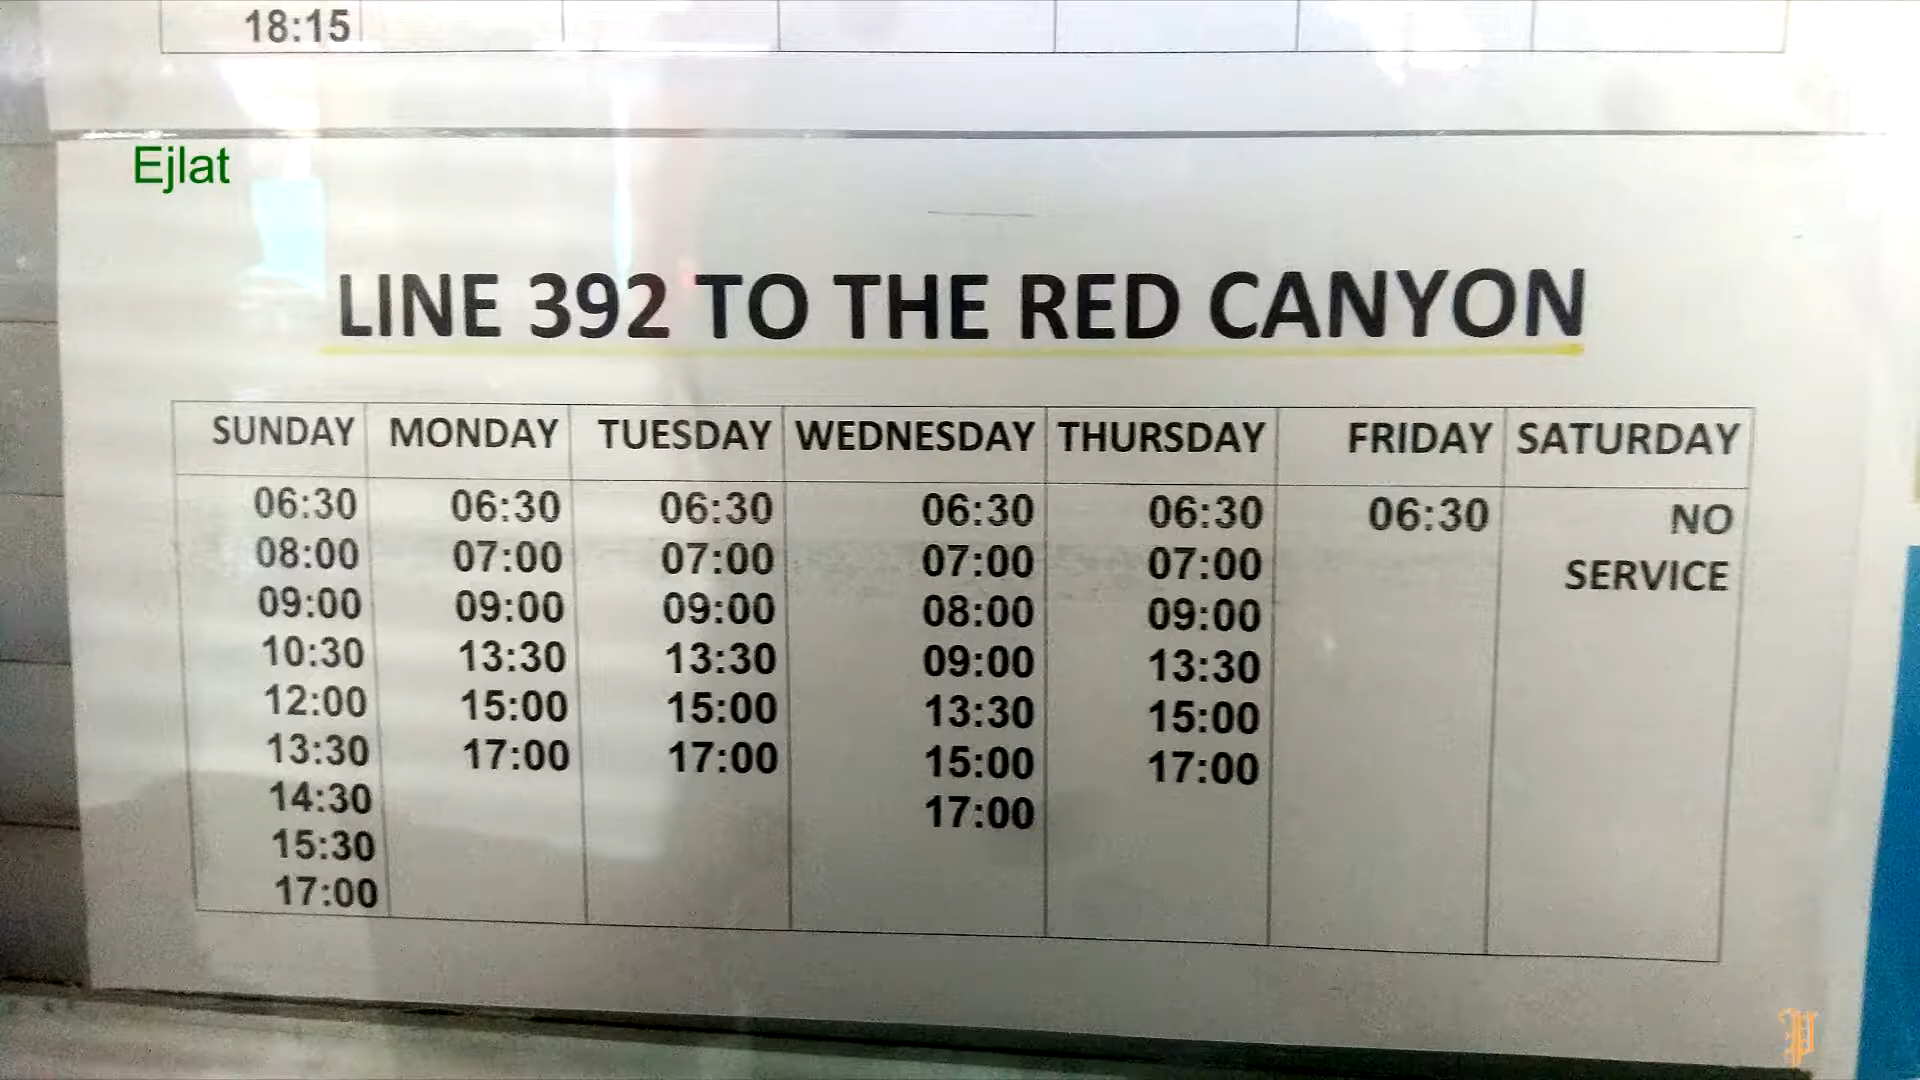 18:15
Ejlat
LINE 392 TO THE RED CANYON
SUNDAY MONDAY TUESDAY WEDNESDAY THURSDAY FRIDAY SATURDAY
06:30 06:30 06:30 06:30 06:30 06:30 NO
08:00 07:00 07:00 07:00 07:00 SERVICE
09:00 09:00 09:00 08:00 09:00
10:30 13:30 13:30 09:00 13:30
12:00 15:00 15:00 13:30 15:00
13:30 17:00 17:00 15:00 17:00
14:30 17:00
15:30
17:00
P